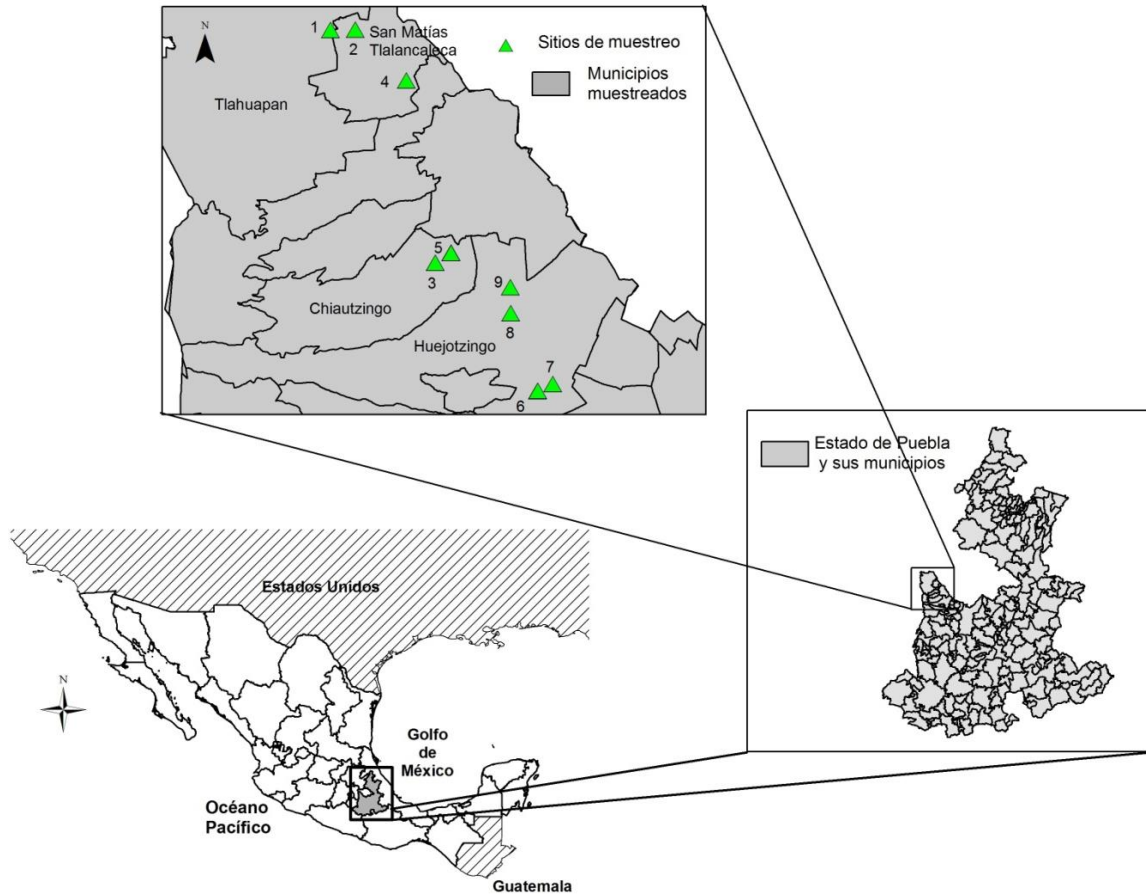 N
1
2
San Matías
Tlalancaleca
4
Tlahuapan
Sitios de muestreo
Municipios
muestreados
5
3
9
Chiautzingo
8
Huejotzingo
7
6
Estado de Puebla
y sus municipios
Estados Unidos
N
Golfo
de
México
Océano
Pacífico
Guatemala